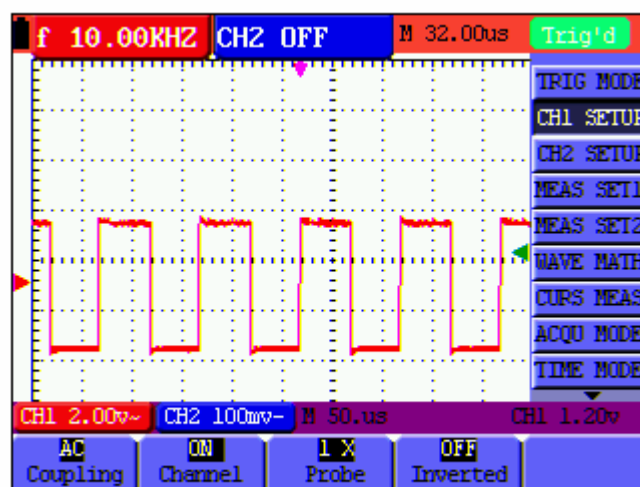 f 10.00KHZ CH2 OFF M 32.00us Trig'd
TRIG MODE
CH1 SETUP
CH2 SETUP
MEAS SET1
MEAS SET2
WAVE MATH
CURS MEAS
ACQU MODE
TIME MODE
CH1 2.00v~ CH2 100mv- M 50.us CH1 1.20v
AC ON 1 X OFF
Coupling Channel Probe Inverted